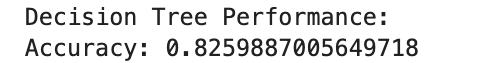 Decision Tree Performance:
Accuracy: 0.8259887005649718